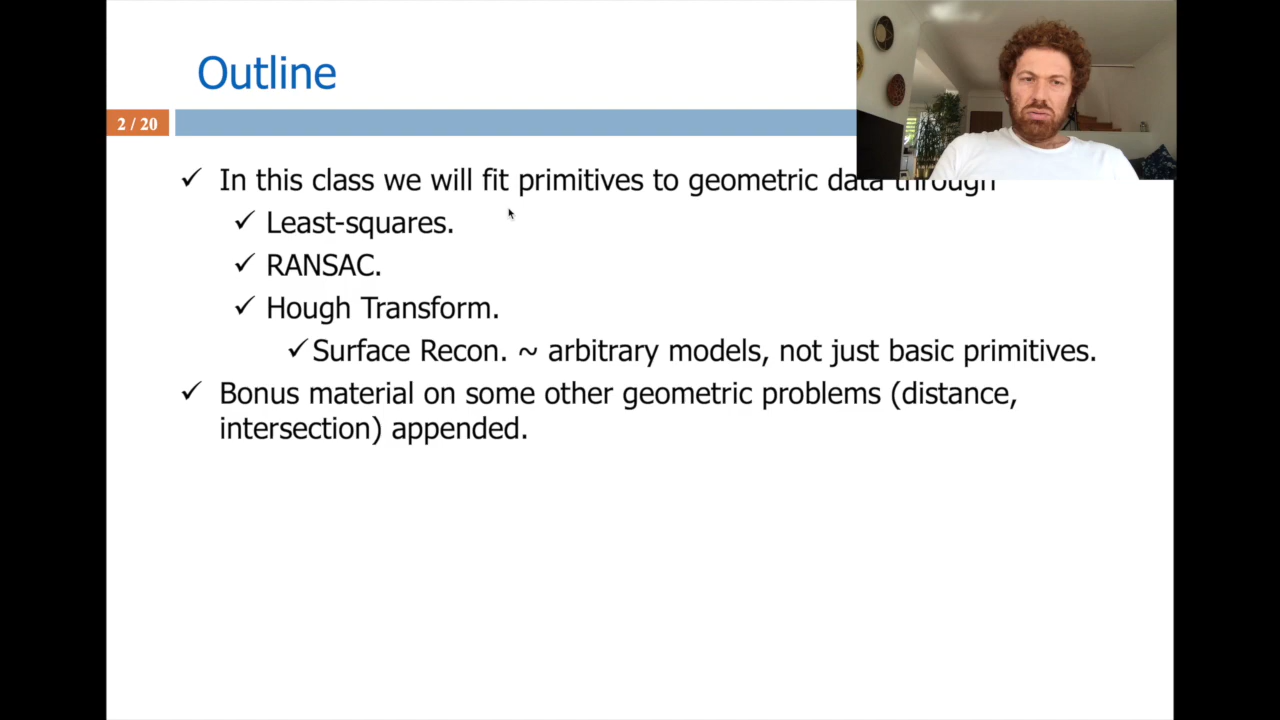 Outline
2 / 20
✓ In this class we will fit primitives to geometric data through
✓ Least-squares.
✓ RANSAC.
✓ Hough Transform.
✓ Surface Recon. ~ arbitrary models, not just basic primitives.
✓ Bonus material on some other geometric problems (distance,
intersection) appended.